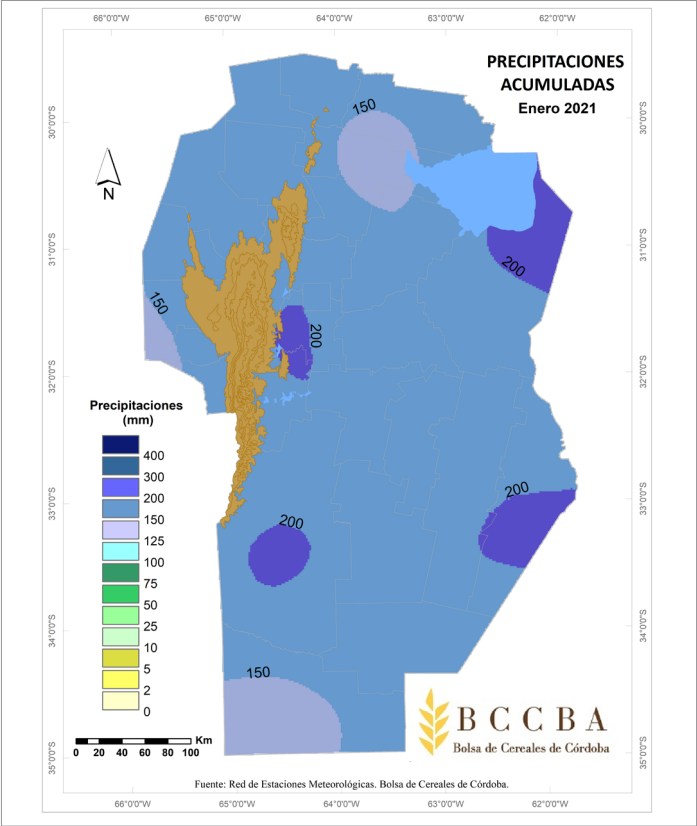 66°0'0"W 65°0'0"W 64°0'0"W 63°0'0"W 62°0'0"W
PRECIPITACIONES
ACUMULADAS
Enero 2021
150
30°0'0"S 30°0'0"S
N
31°0'0"S 31°0'0"S
200
150
200
32°0'0"S 32°0'0"S
Precipitaciones
(mm)
400
300
200
150
125
100
75
50
25
10
5
2
0
200
33°0'0"S 33°0'0"S
200
34°0'0"S 34°0'0"S
150
BCCBA
Bolsa de Cereales de Córdoba
35°0'0"S 35°0'0"S
Km
0 20 40 60 80 100
Fuente: Red de Estaciones Meteorológicas. Bolsa de Cereales de Córdoba.
66°0'0"W 65°0'0"W 64°0'0"W 63°0'0"W 62°0'0"W